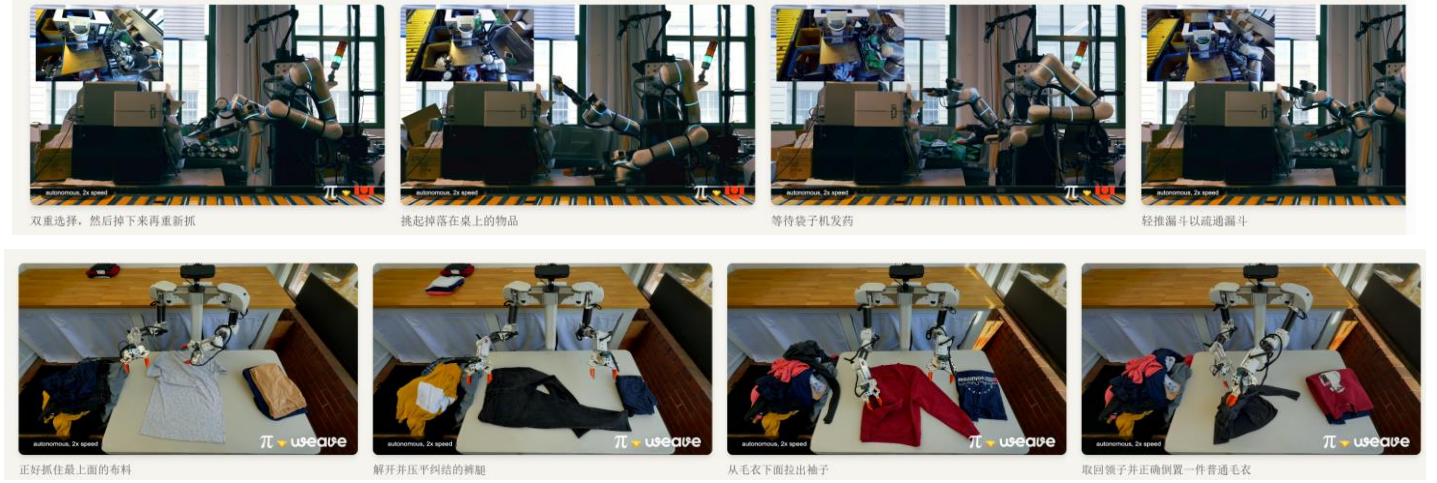 autonomous, 2x speed
π
autonomous, 2x speed
π
autonomous, 2x speed
π
autonomous, 2x speed
双重选择，然后掉下来再重新抓
挑起掉落在桌上的物品
等待袋子机发药
轻推漏斗以疏通漏斗
autonomous, 2x speed
π weave
autonomous, 2x speed
π weave
autonomous, 2x speed
π weave
autonomous, 2x speed
π weave
正好抓住最上面的布料
解开并压平纠结的裤腿
从毛衣下面拉出袖子
取回领子并正确倒置一件普通毛衣